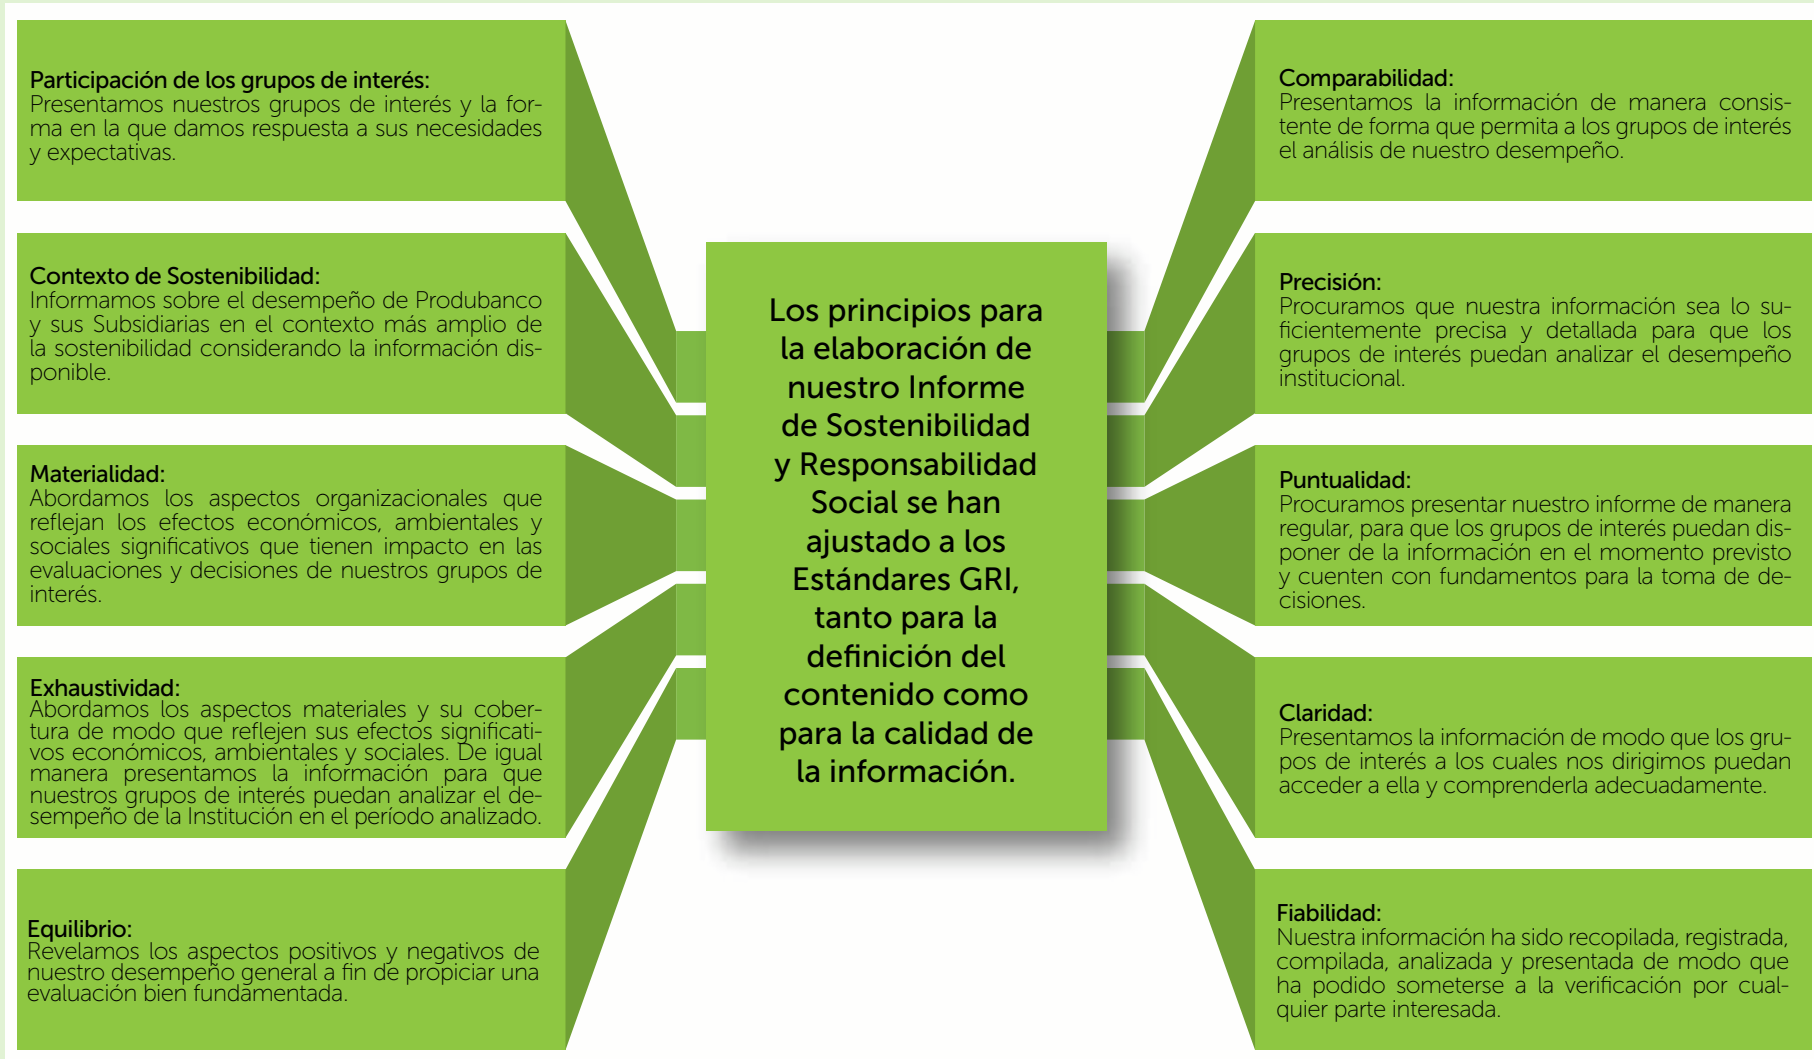 Participación de los grupos de interés:
Presentamos nuestros grupos de interés y la for-
ma en la que damos respuesta a sus necesidades
y expectativas.
Contexto de Sostenibilidad:
Informamos sobre el desempeño de Produbanco
y sus Subsidiarias en el contexto más amplio de
la sostenibilidad considerando la información dis-
ponible.
Materialidad:
Abordamos los aspectos organizacionales que
reflejan los efectos económicos, ambientales y
sociales significativos que tienen impacto en las
evaluaciones y decisiones de nuestros grupos de
interés.
Exhaustividad:
Abordamos los aspectos materiales y su cober-
tura de modo que reflejen sus efectos significati-
vos económicos, ambientales y sociales. De igual
manera presentamos la información para que
nuestros grupos de interés puedan analizar el de-
sempeño de la Institución en el período analizado.
Equilibrio:
Revelamos los aspectos positivos y negativos de
nuestro desempeño general a fin de propiciar una
evaluación bien fundamentada.
Los principios para
la elaboración de
nuestro Informe
de Sostenibilidad
y Responsabilidad
Social se han
ajustado a los
Estándares GRI,
tanto para la
definición del
contenido como
para la calidad de
la información.
Comparabilidad:
Presentamos la información de manera consis-
tente de forma que permita a los grupos de interés
el análisis de nuestro desempeño.
Precisión:
Procuramos que nuestra información sea lo su-
ficientemente precisa y detallada para que los
grupos de interés puedan analizar el desempeño
institucional.
Puntualidad:
Procuramos presentar nuestro informe de manera
regular, para que los grupos de interés puedan dis-
poner de la información en el momento previsto
y cuenten con fundamentos para la toma de de-
cisiones.
Claridad:
Presentamos la información de modo que los gru-
pos de interés a los cuales nos dirigimos puedan
acceder a ella y comprenderla adecuadamente.
Fiabilidad:
Nuestra información ha sido recopilada, registrada,
compilada, analizada y presentada de modo que
ha podido someterse a la verificación por cual-
quier parte interesada.